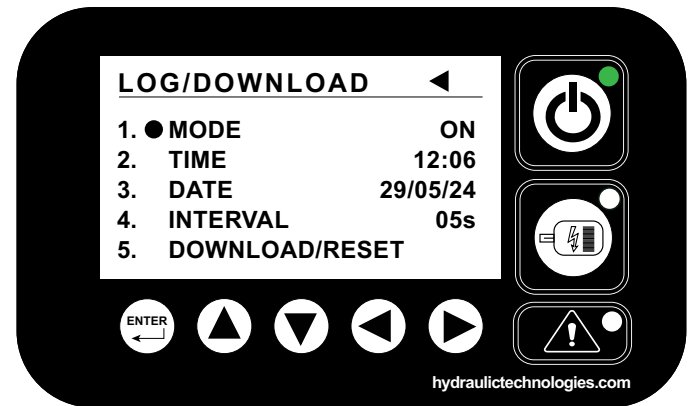 LOG/DOWNLOAD ◀
1. ● MODE ON
2. TIME 12:06
3. DATE 29/05/24
4. INTERVAL 05s
5. DOWNLOAD/RESET
ENTER
hydraulictechnologies.com